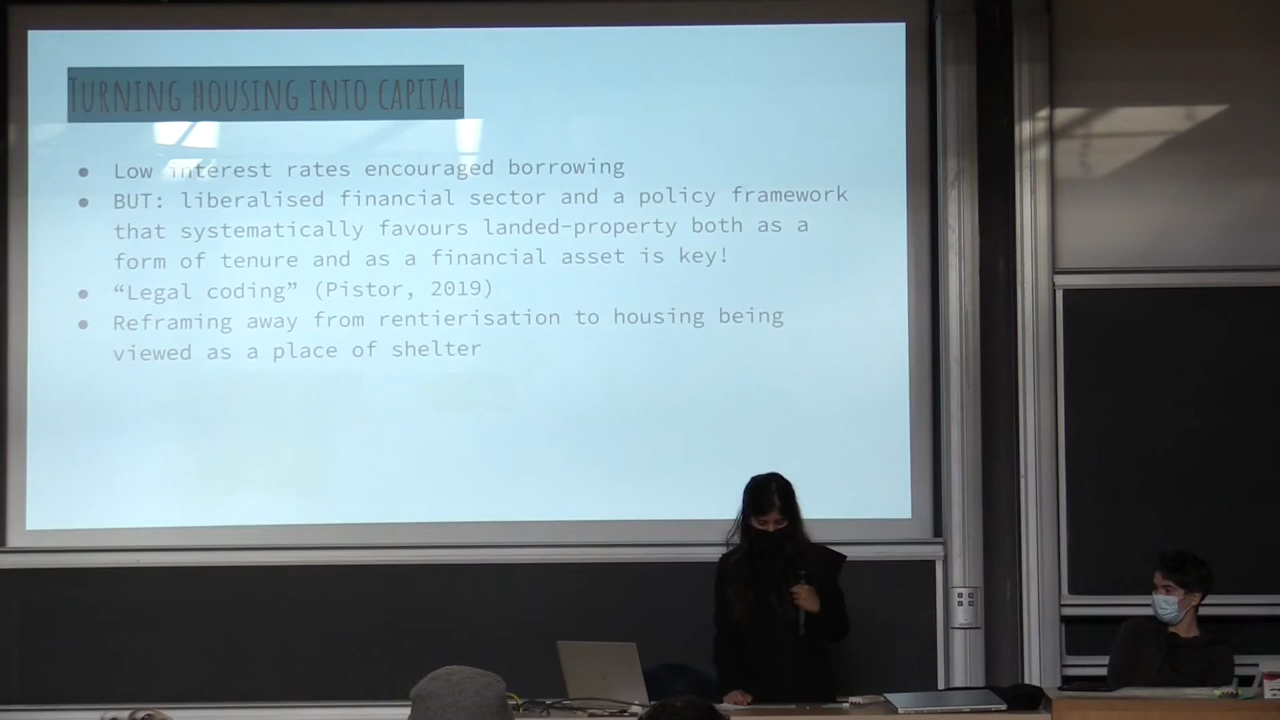 TURNING HOUSING INTO CAPITAL
● Low interest rates encouraged borrowing
● BUT: liberalised financial sector and a policy framework
that systematically favours landed-property both as a
form of tenure and as a financial asset is key!
● “Legal coding” (Pistor, 2019)
● Reframing away from rentierisation to housing being
viewed as a place of shelter